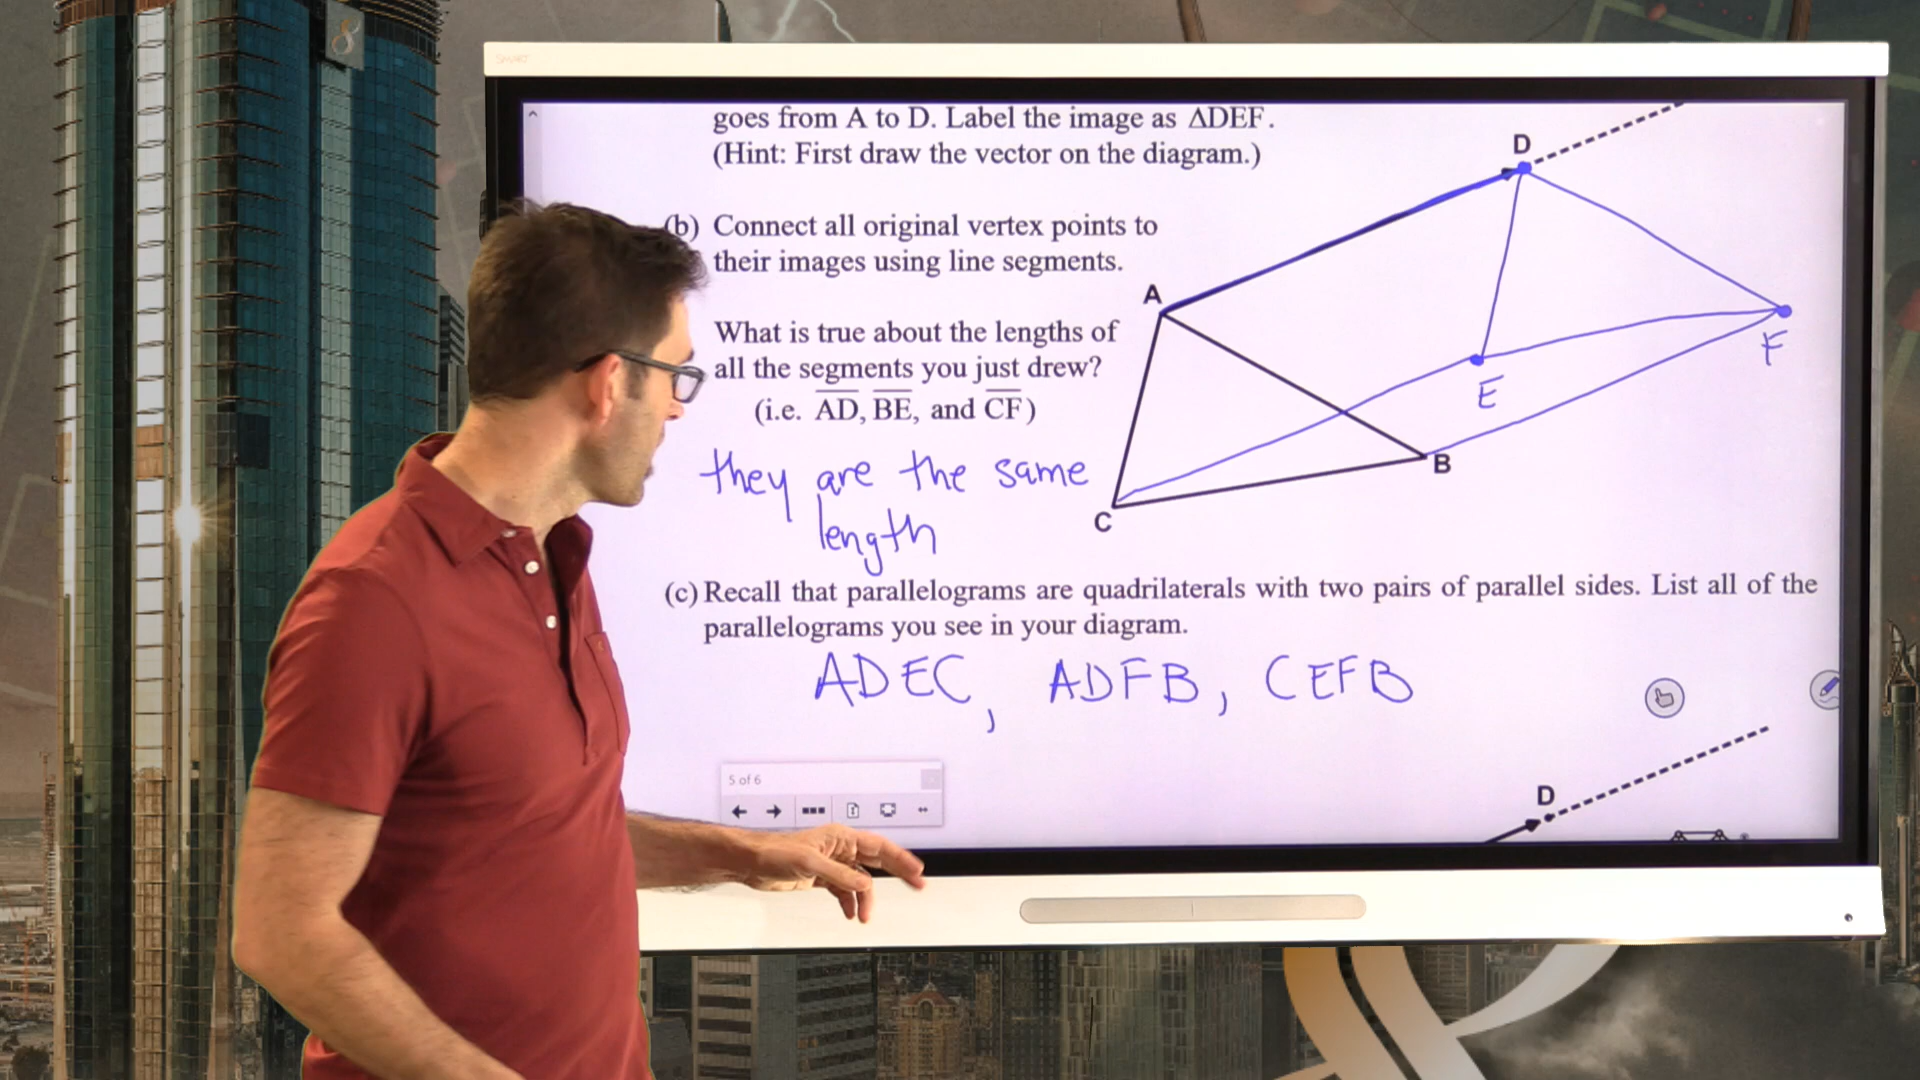 SMART
goes from A to D. Label the image as ΔDEF.
(Hint: First draw the vector on the diagram.)
D
(b) Connect all original vertex points to
their images using line segments.
A
What is true about the lengths of
all the segments you just drew?
(i.e. AD, BE, and CF)
F
E
B
C
they are the same
length
(c) Recall that parallelograms are quadrilaterals with two pairs of parallel sides. List all of the
parallelograms you see in your diagram.
ADEC, ADFB, CEFB
5 of 6
D